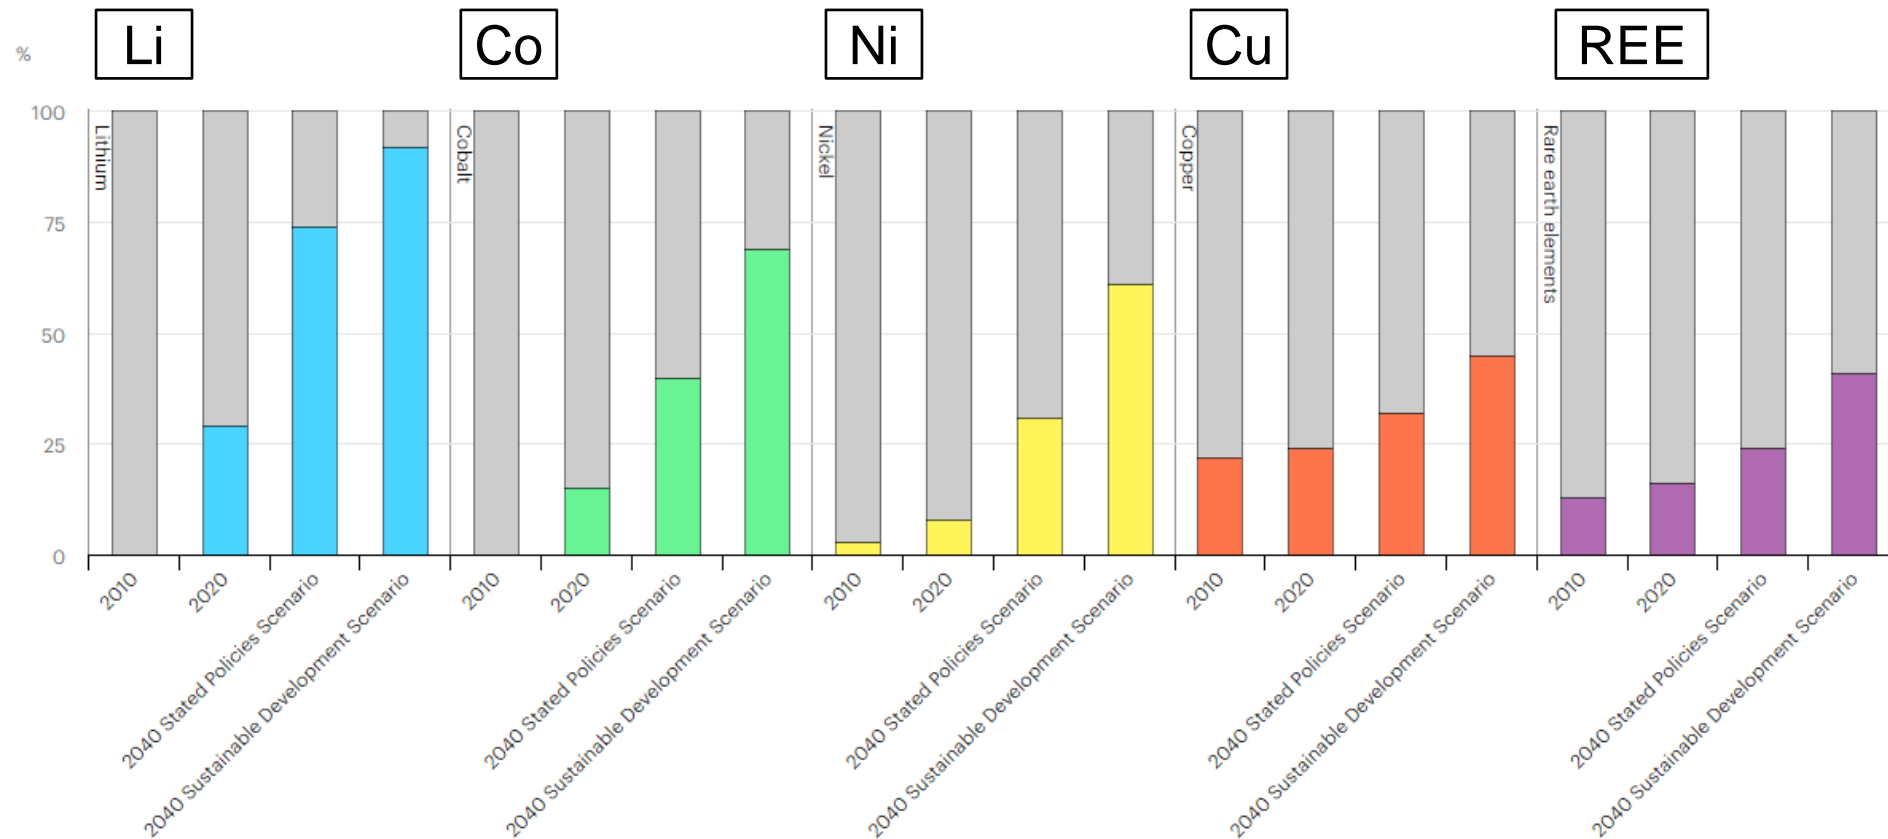 Li
Co
Ni
Cu
REE
%
100
75
50
25
0
Lithium
Cobalt
Nickel
Copper
Rare earth elements
2010
2020
2040 Stated Policies Scenario
2040 Sustainable Development Scenario
2010
2020
2040 Stated Policies Scenario
2040 Sustainable Development Scenario
2010
2020
2040 Stated Policies Scenario
2040 Sustainable Development Scenario
2010
2020
2040 Stated Policies Scenario
2040 Sustainable Development Scenario
2010
2020
2040 Stated Policies Scenario
2040 Sustainable Development Scenario